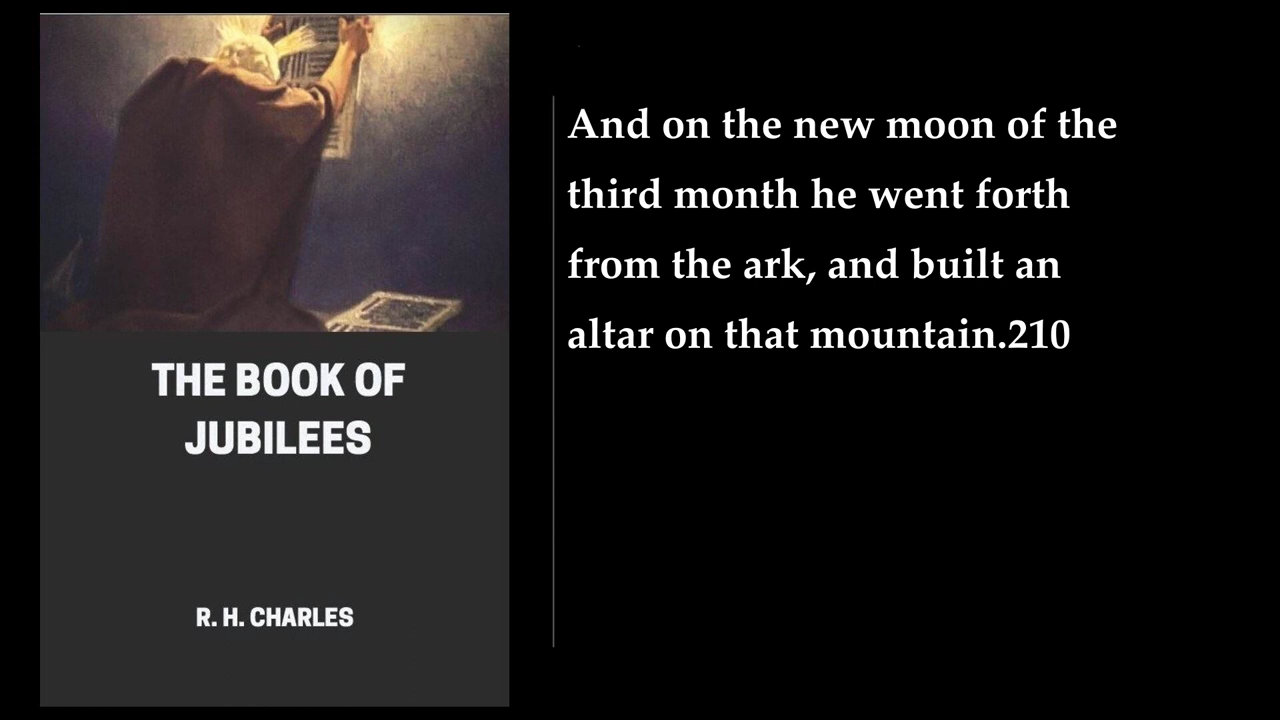 THE BOOK OF
JUBILEES
R. H. CHARLES
And on the new moon of the
third month he went forth
from the ark, and built an
altar on that mountain.210